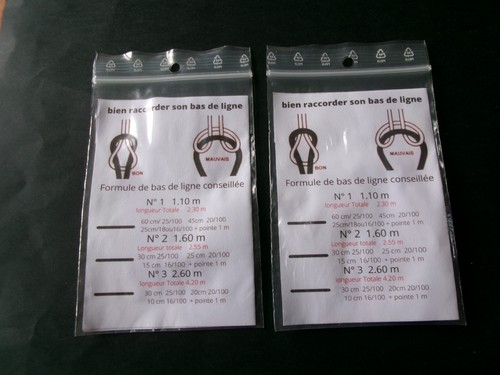 bien raccorder son bas de ligne
BON
MAUVAIS
Formule de bas de ligne conseillée
N° 1 1.10 m
longueur Totale 2.30 m
60 cm/ 25/100 45cm 20/100
25cm/18ou16/100 + pointe 1 m
N° 2 1,60 m
longueur Totale 2.55 m
30 cm 25/100 25 cm 20/100
15 cm 16/100 + pointe 1 m
N° 3 2.60 m
longueur Totale 4.20 m
30 cm 25/100 20cm 20/100
10 cm 16/100 + pointe 1 m
bien raccorder son bas de ligne
BON
MAUVAIS
Formule de bas de ligne conseillée
N° 1 1.10 m
longueur Totale 2.30 m
60 cm/ 25/100 45cm 20/100
25cm/18ou16/100 + pointe 1 m
N° 2 1,60 m
longueur Totale 2.55 m
30 cm 25/100 25 cm 20/100
15 cm 16/100 + pointe 1 m
N° 3 2.60 m
longueur Totale 4.20 m
30 cm 25/100 20cm 20/100
10 cm 16/100 + pointe 1 m